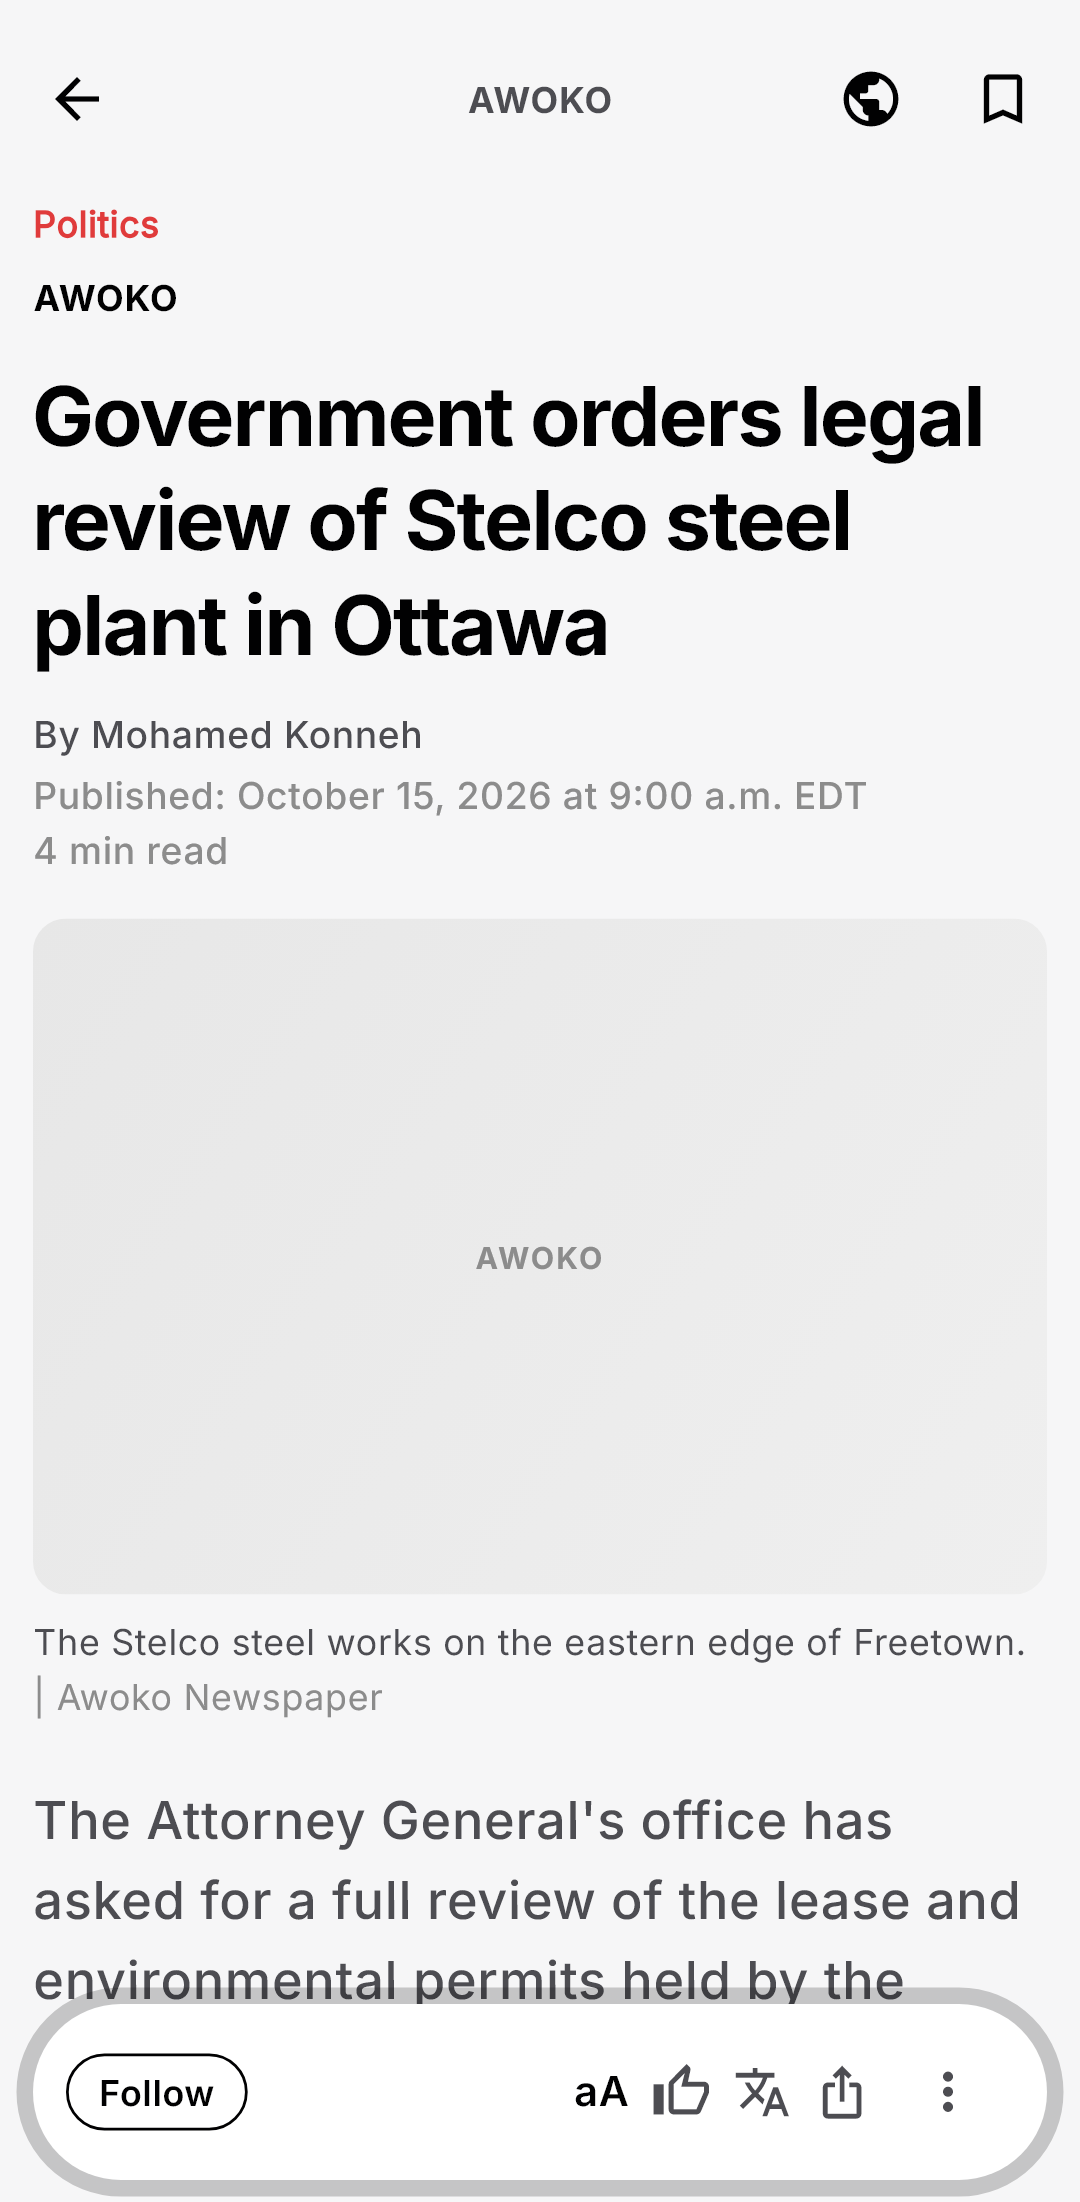 AWOKO
Politics
AWOKO
Government orders legal
review of Stelco steel
plant in Ottawa
By Mohamed Konneh
Published: October 15, 2026 at 9:00 a.m. EDT
4 min read
AWOKO
The Stelco steel works on the eastern edge of Freetown.
| Awoko Newspaper
The Attorney General's office has
asked for a full review of the lease and
environmental permits held by the
Follow aA